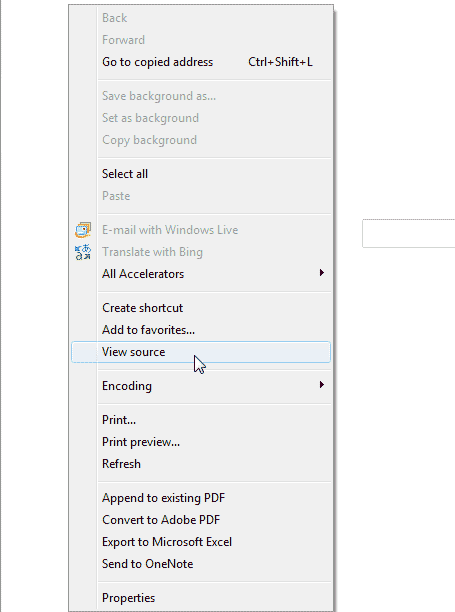 Back
Forward
Go to copied address Ctrl+Shift+L
Save background as...
Set as background
Copy background
Select all
Paste
E-mail with Windows Live
Translate with Bing
All Accelerators
Create shortcut
Add to favorites...
View source
Encoding
Print...
Print preview...
Refresh
Append to existing PDF
Convert to Adobe PDF
Export to Microsoft Excel
Send to OneNote
Properties